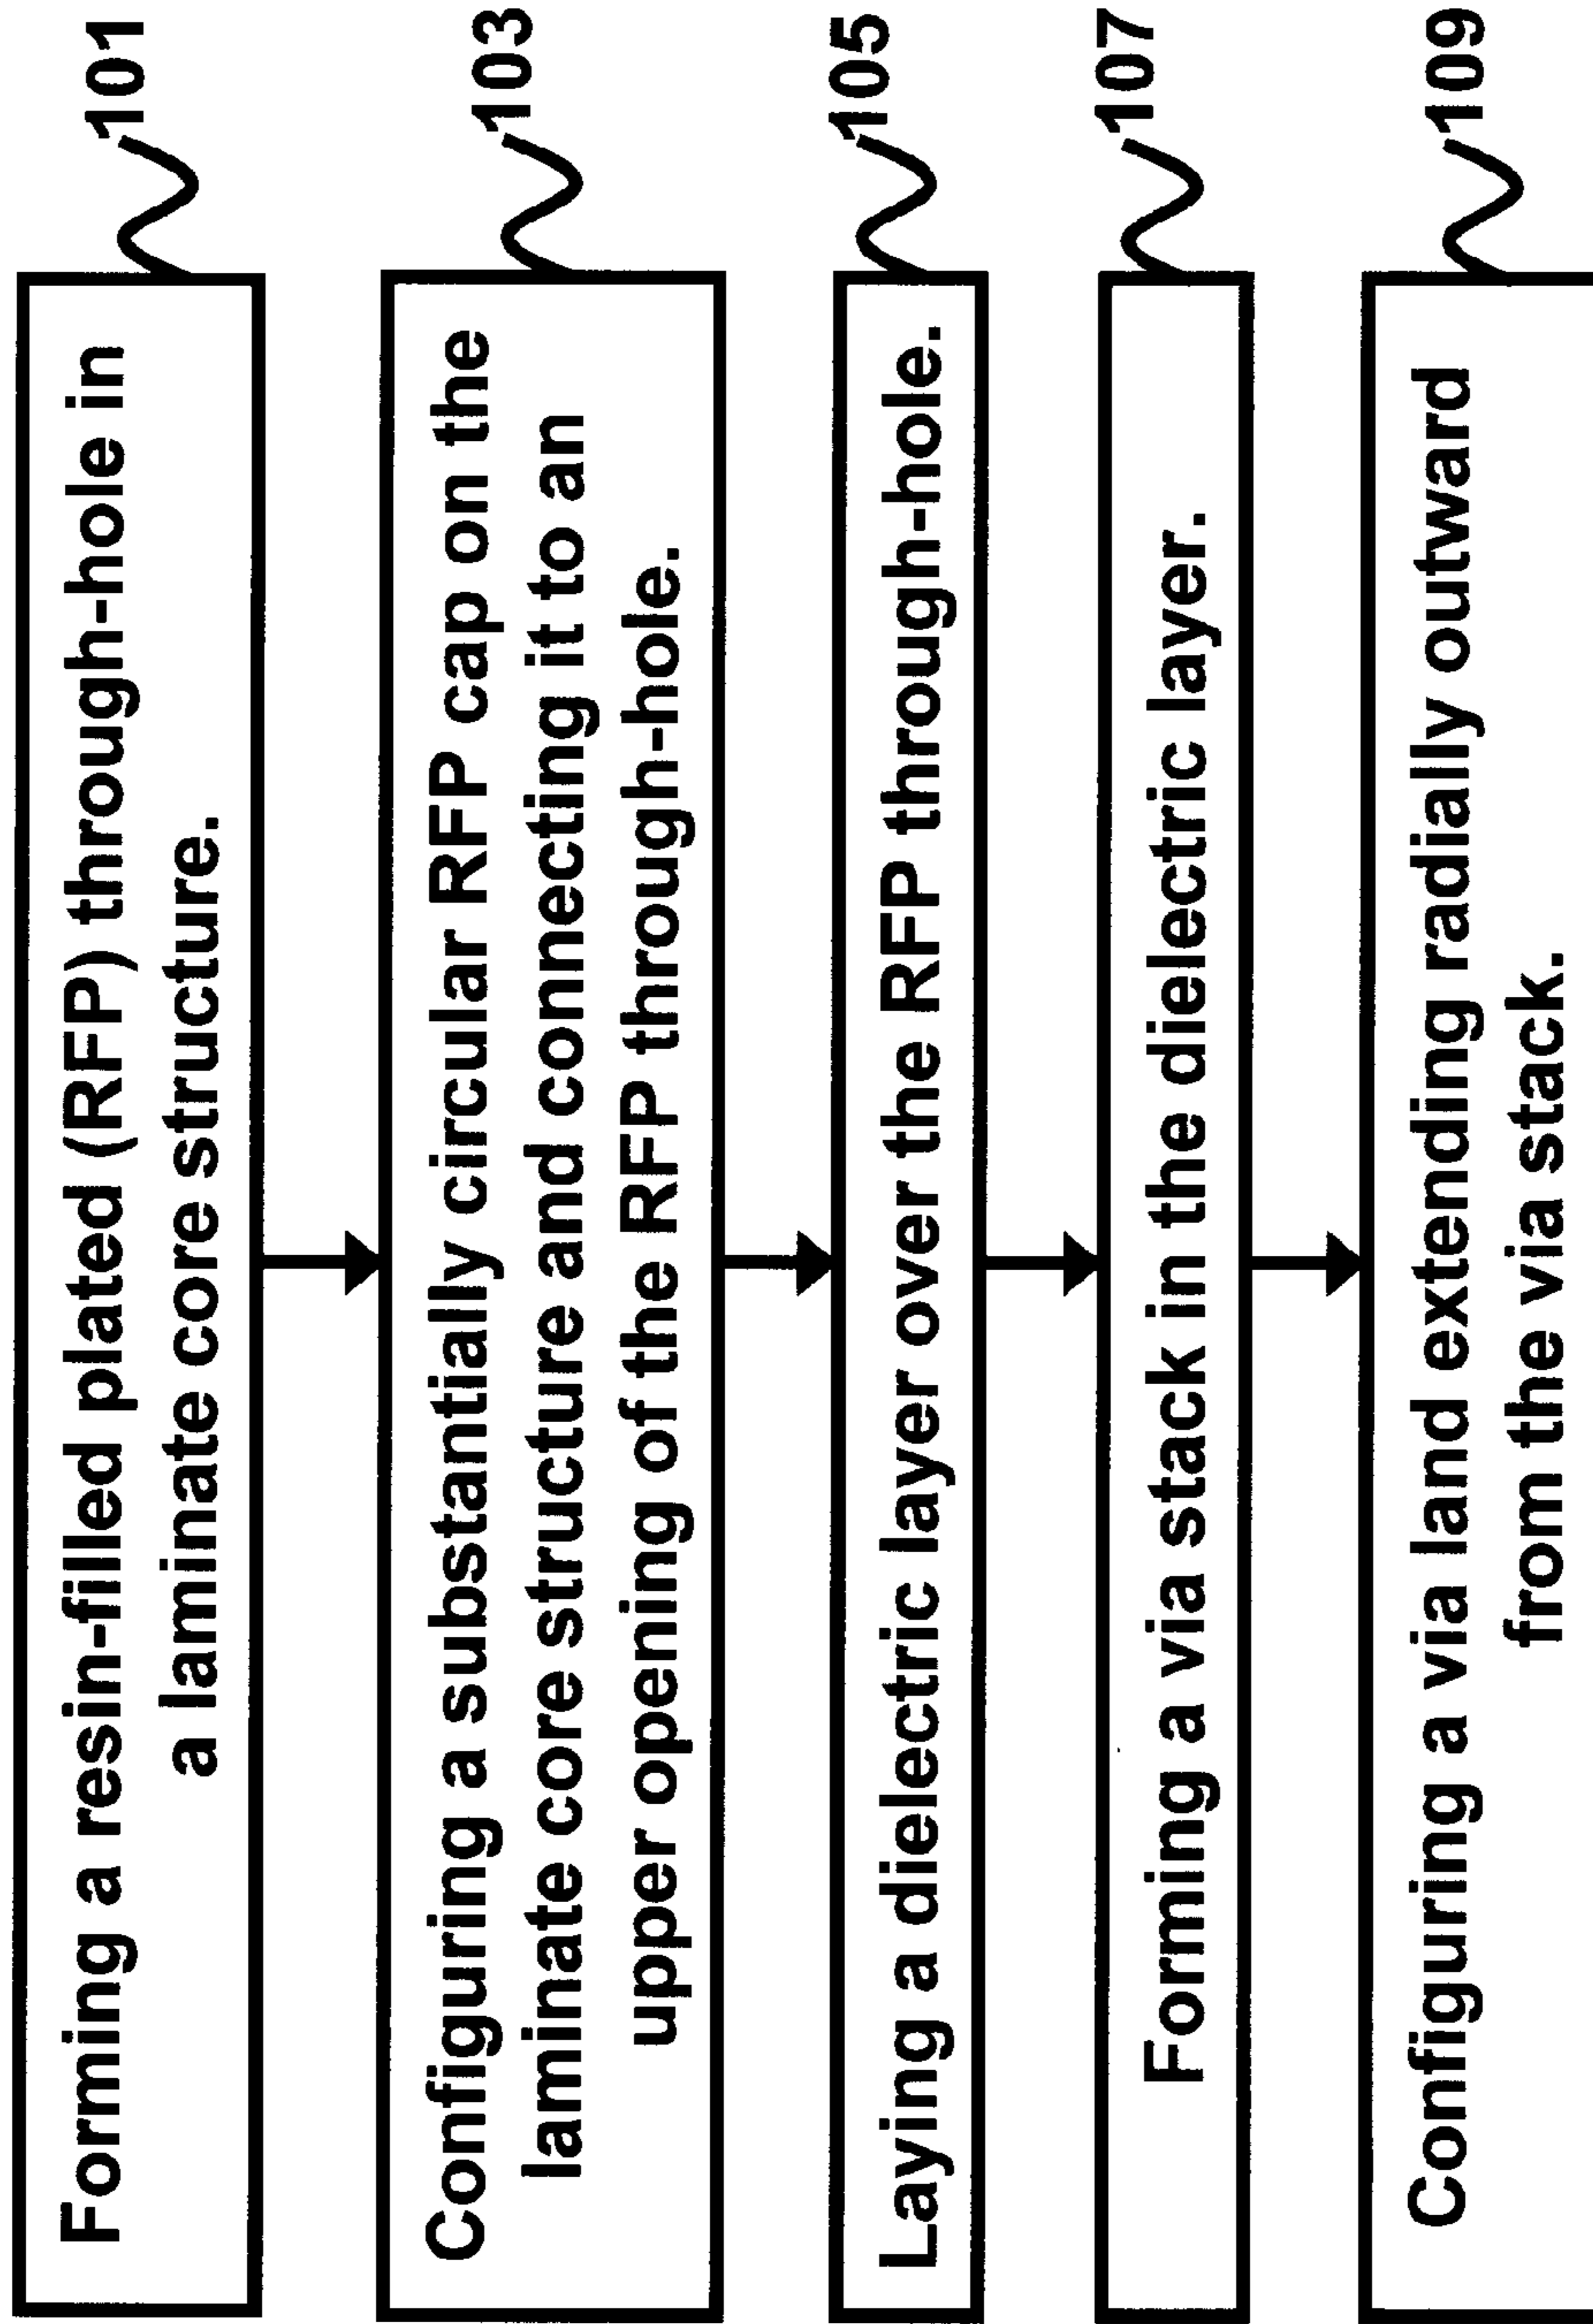 Forming a resin-filled plated (RFP) through-hole in
a laminate core structure.
101
Configuring a substantially circular RFP cap on the
laminate core structure and connecting it to an
upper opening of the RFP through-hole.
103
Laying a dielectric layer over the RFP through-hole.
105
Forming a via stack in the dielectric layer.
107
Configuring a via land extending radially outward
from the via stack.
109